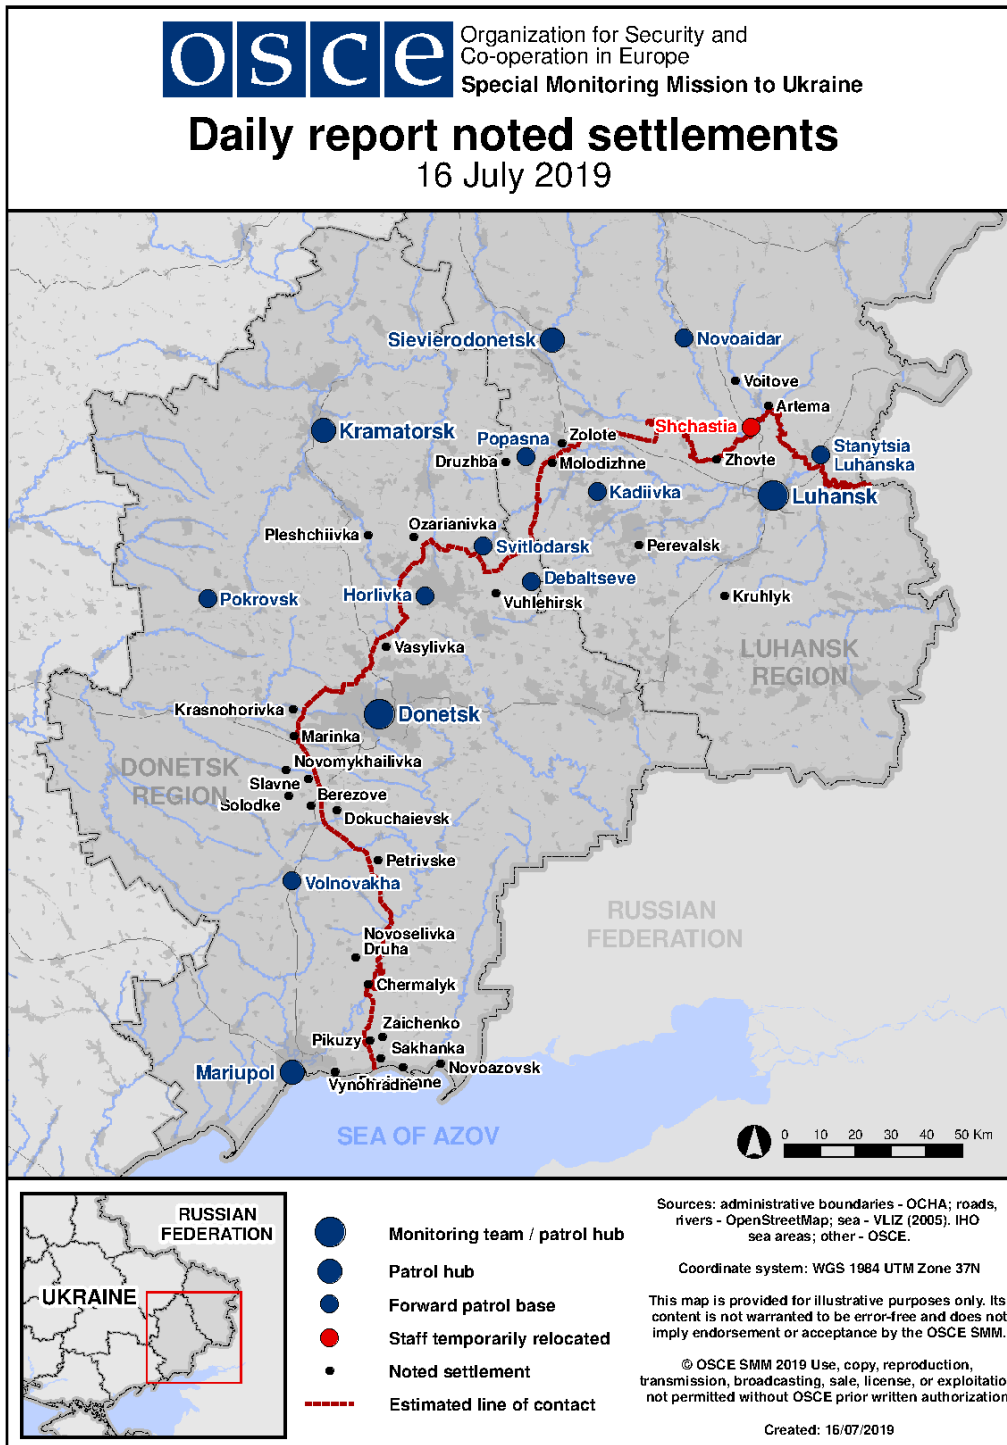 osce
Organization for Security and
Co-operation in Europe
Special Monitoring Mission to Ukraine
Daily report noted settlements
16 July 2019
Sievierodonetsk
Novoaidar
Voitove
Artema
Kramatorsk
Shchastia
Popasna
Zolote
Stanytsia
Luhanska
Druzhba
Molodizhne
Zhovte
Kadiivka
Luhansk
Pleshchiivka
Ozarianivka
Svitlodarsk
Perevalsk
Debaltseve
Pokrovsk
Horlivka
Vuhlehirsk
Kruhlyk
Vasylivka
LUHANSK
REGION
Krasnohorivka
Donetsk
Marinka
DONETSK
REGION
Novomykhailivka
Slavne
Berezove
Solodke
Dokuchaievsk
Petrivske
Volnovakha
RUSSIAN
FEDERATION
Novoselivka
Druha
Chermalyk
Zaichenko
Pikuzy
Sakhanka
Mariupol
Novoazovsk
Vynohradne
SEA OF AZOV
0 10 20 30 40 50 Km
RUSSIAN
FEDERATION
UKRAINE
Monitoring team / patrol hub
Patrol hub
Forward patrol base
Staff temporarily relocated
Noted settlement
Estimated line of contact
Sources: administrative boundaries - OCHA; roads,
rivers - OpenStreetMap; sea - VLIZ (2005). IHO
sea areas; other - OSCE.
Coordinate system: WGS 1984 UTM Zone 37N
This map is provided for illustrative purposes only. Its
content is not warranted to be error-free and does not
imply endorsement or acceptance by the OSCE SMM.
© OSCE SMM 2019 Use, copy, reproduction,
transmission, broadcasting, sale, license, or exploitatio
not permitted without OSCE prior written authorization
Created: 16/07/2019